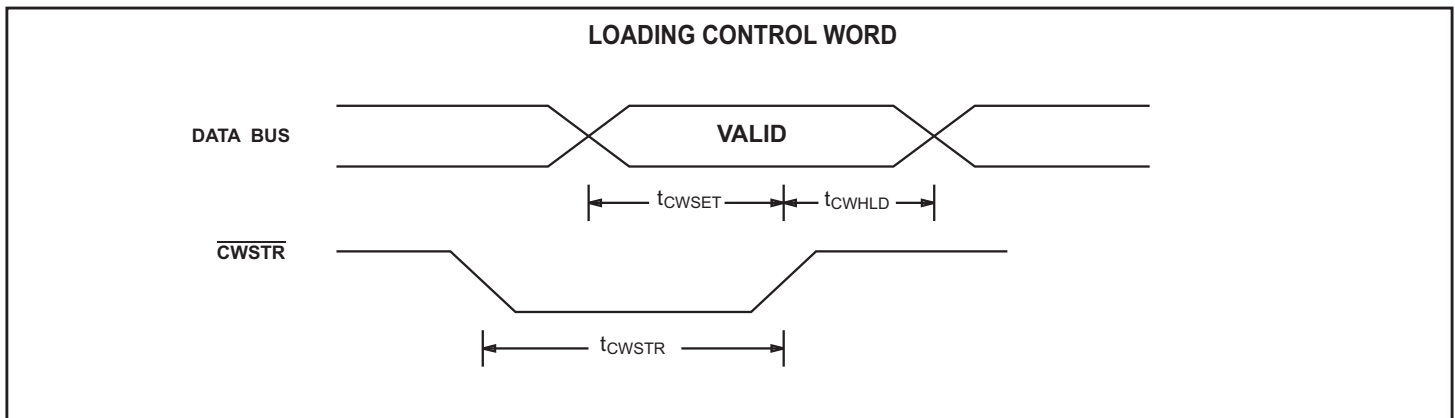 LOADING CONTROL WORD
DATA BUS
VALID
tCWSET
tCWHLD
CWSTR
tCWSTR